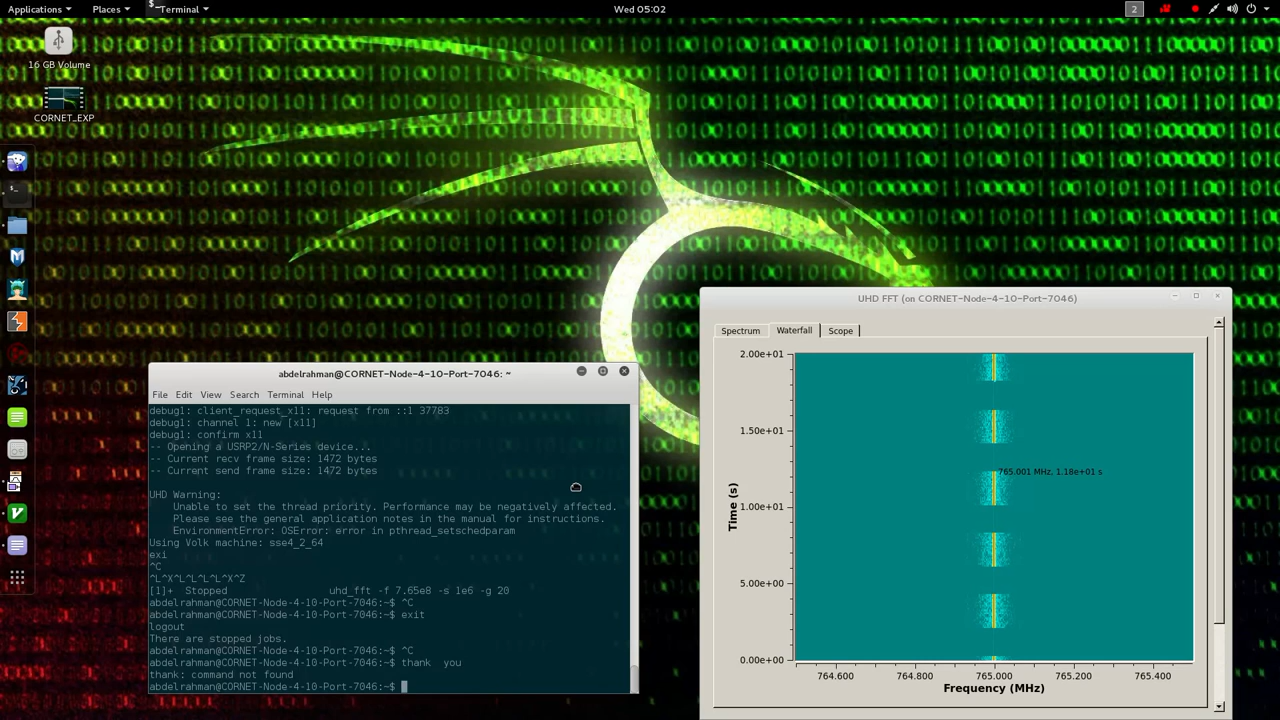 Applications
Places
Terminal
Wed 05:02
2
16 GB Volume
CORNET_EXP
abdelrahman@CORNET-Node-4-10-Port-7046: ~
File Edit View Search Terminal Help
debug1: client_request_x11: request from ::1 37783
debug1: channel 1: new [x11]
debug1: confirm x11
-- Opening a USRP2/N-Series device...
-- Current recv frame size: 1472 bytes
-- Current send frame size: 1472 bytes
UHD Warning:
Unable to set the thread priority. Performance may be negatively affected.
Please see the general application notes in the manual for instructions.
EnvironmentError: OSError: error in pthread_setschedparam
Using Volk machine: sse4_2_64
exi
^C
^L^X^L^L^L^L^X^Z
[1]+  Stopped                 uhd_fft -f 7.65e8 -s 1e6 -g 20
abdelrahman@CORNET-Node-4-10-Port-7046:~$ ^C
abdelrahman@CORNET-Node-4-10-Port-7046:~$ exit
logout
There are stopped jobs.
abdelrahman@CORNET-Node-4-10-Port-7046:~$ ^C
abdelrahman@CORNET-Node-4-10-Port-7046:~$ thank  you
thank: command not found
abdelrahman@CORNET-Node-4-10-Port-7046:~$
UHD FFT (on CORNET-Node-4-10-Port-7046)
Spectrum Waterfall Scope
2.00e+01
1.50e+01
765.001 MHz, 1.18e+01 s
Time (s)
1.00e+01
5.00e+00
0.00e+00
764.600 764.800 765.000 765.200 765.400
Frequency (MHz)